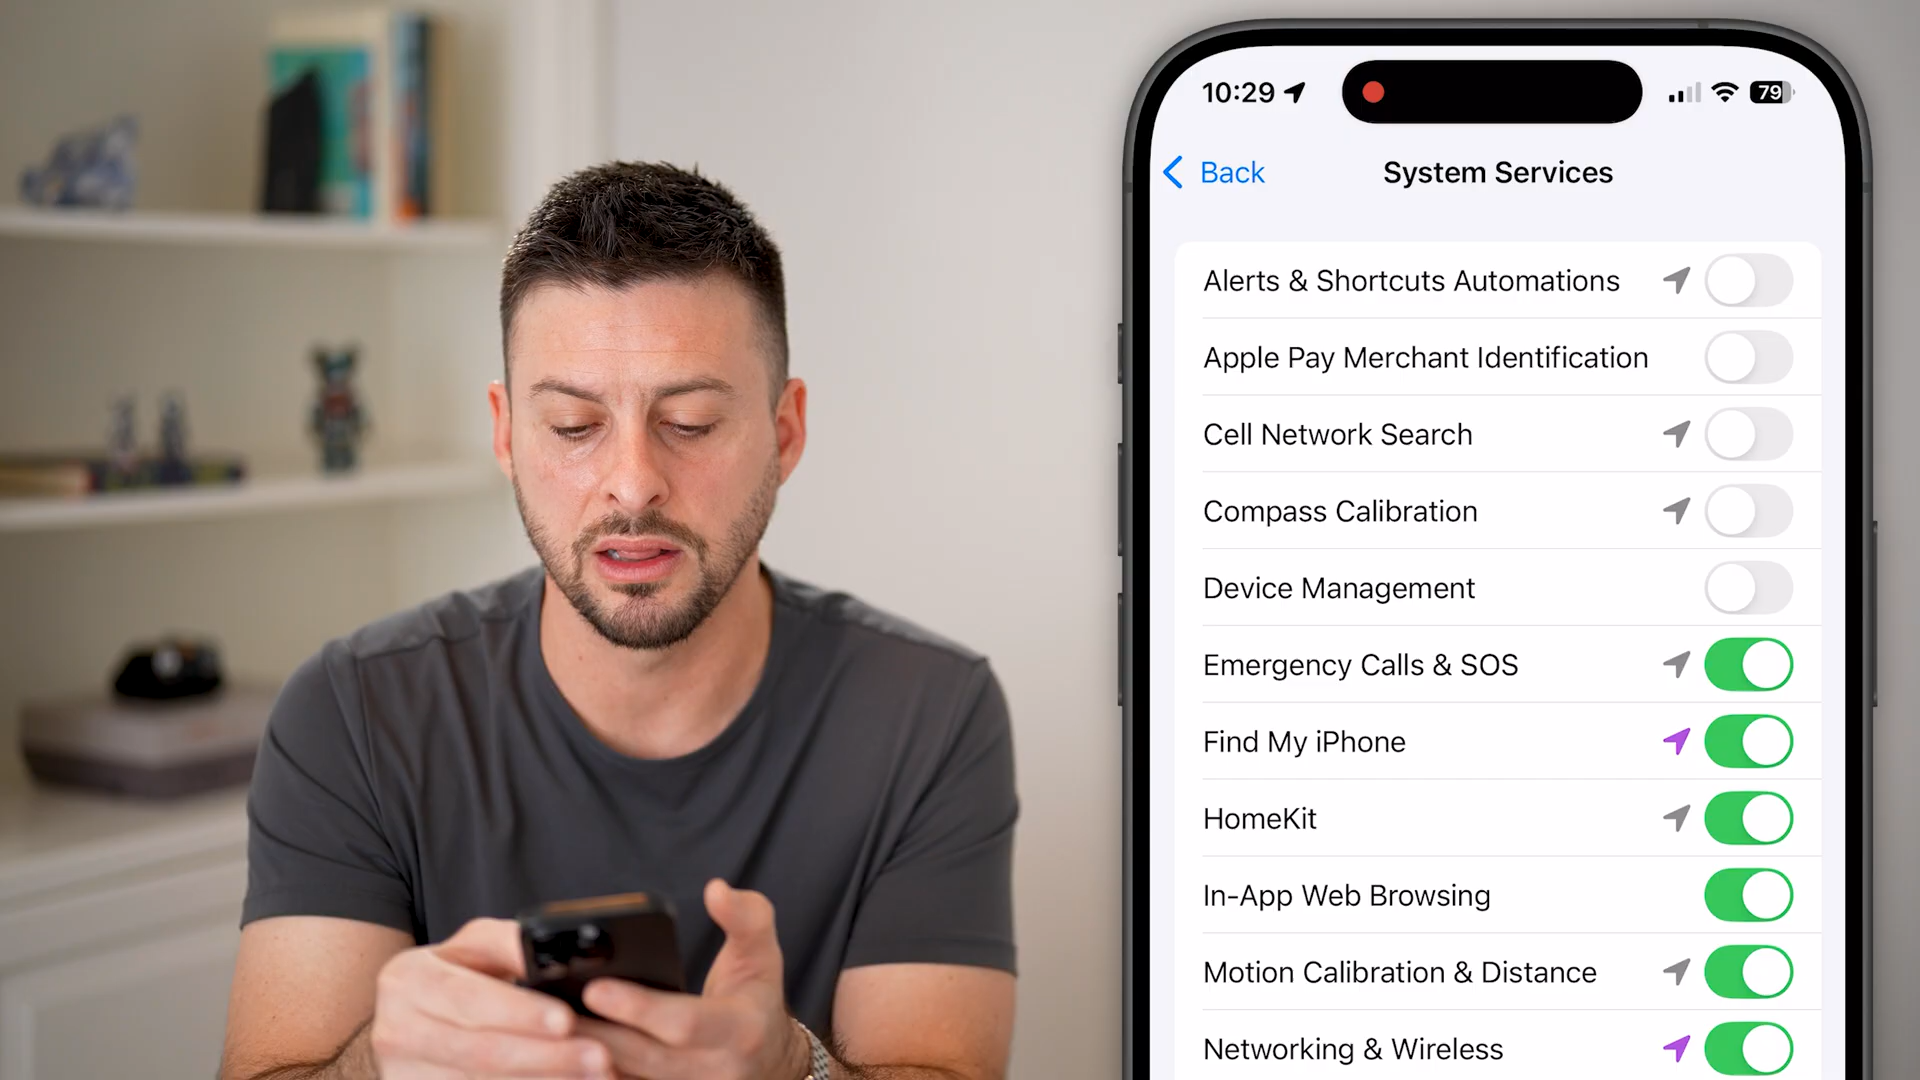 10:29
79
Back
System Services
Alerts & Shortcuts Automations
Apple Pay Merchant Identification
Cell Network Search
Compass Calibration
Device Management
Emergency Calls & SOS
Find My iPhone
HomeKit
In-App Web Browsing
Motion Calibration & Distance
Networking & Wireless